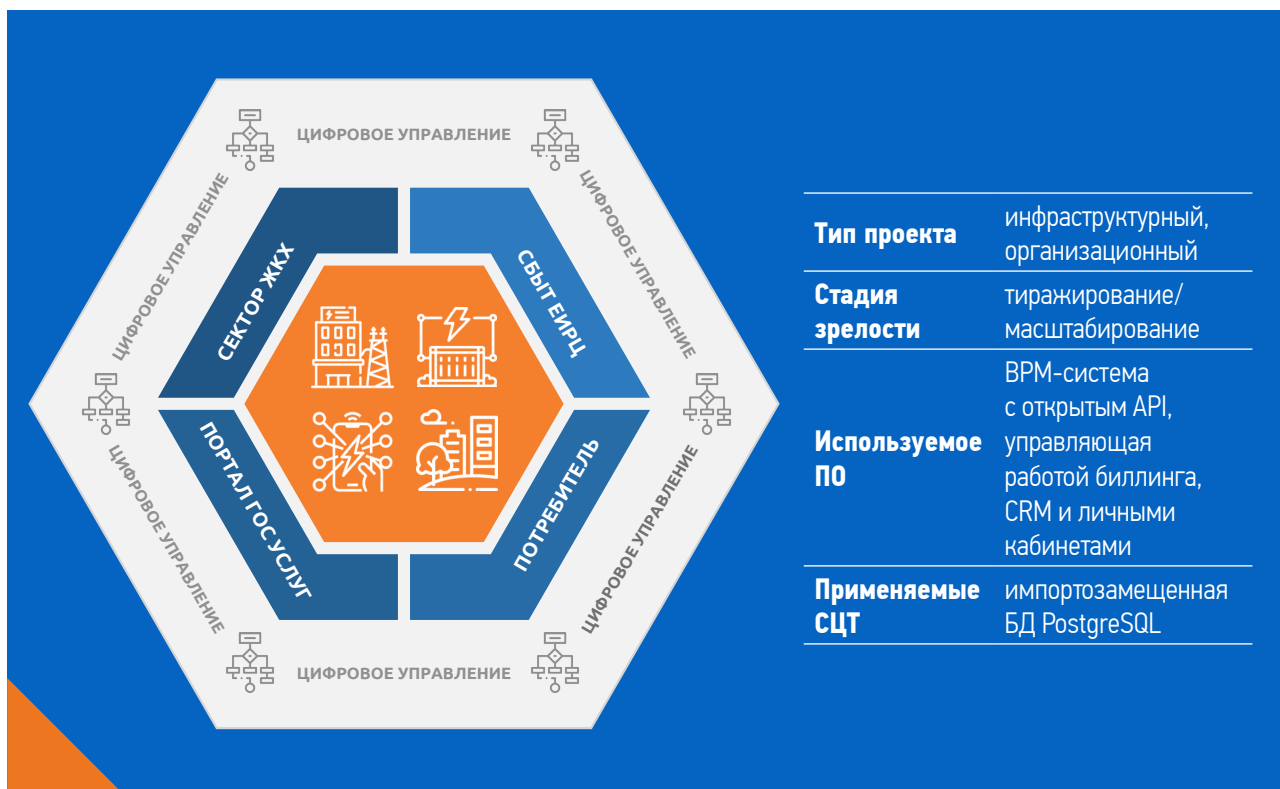 ЦИФРОВОЕ УПРАВЛЕНИЕ
ЦИФРОВОЕ УПРАВЛЕНИЕ
ЦИФРОВОЕ УПРАВЛЕНИЕ
СЕКТОР ЖКХ
СБЫТ ЕИРЦ
ПОРТАЛ ГОС УСЛУГ
ПОТРЕБИТЕЛЬ
ЦИФРОВОЕ УПРАВЛЕНИЕ
ЦИФРОВОЕ УПРАВЛЕНИЕ
ЦИФРОВОЕ УПРАВЛЕНИЕ
Тип проекта
инфраструктурный,
организационный
Стадия
зрелости
тиражирование/
масштабирование
Используемое
ПО
BPM-система
с открытым API,
управляющая
работой биллинга,
CRM и личными
кабинетами
Применяемые
СЦТ
импортозамещенная
БД PostgreSQL